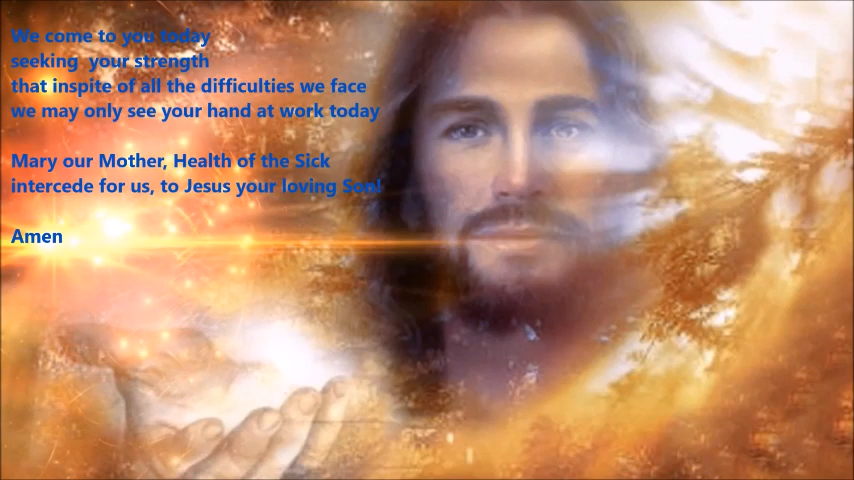 We come to you today
seeking  your strength
that inspite of all the difficulties we face
we may only see your hand at work today
Mary our Mother, Health of the Sick
intercede for us, to Jesus your loving Son!
Amen